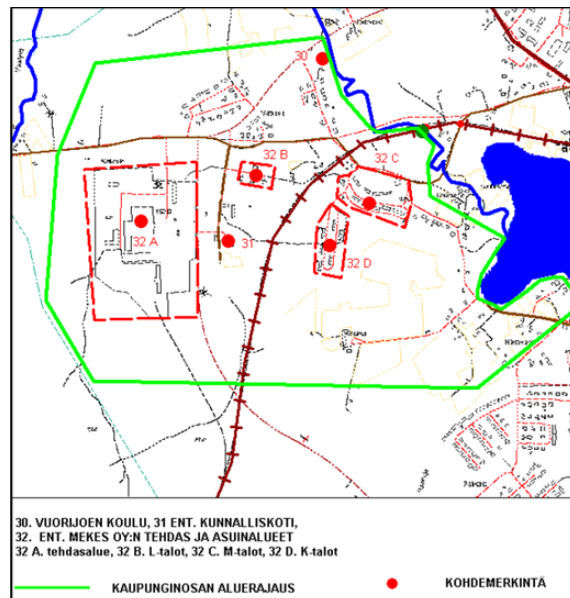 30
32 B
32 C
32 A
31
32 D
30. VUORIJOEN KOULU, 31 ENT. KUNNALLISKOTI,
32. ENT. MEKES OY:N TEHDAS JA ASUINALUEET
32 A. tehdasalue, 32 B. L-talot, 32 C. M-talot, 32 D. K-talot
KAUPUNGINOSAN ALUERAJAUS
KOHDEMERKINTÄ